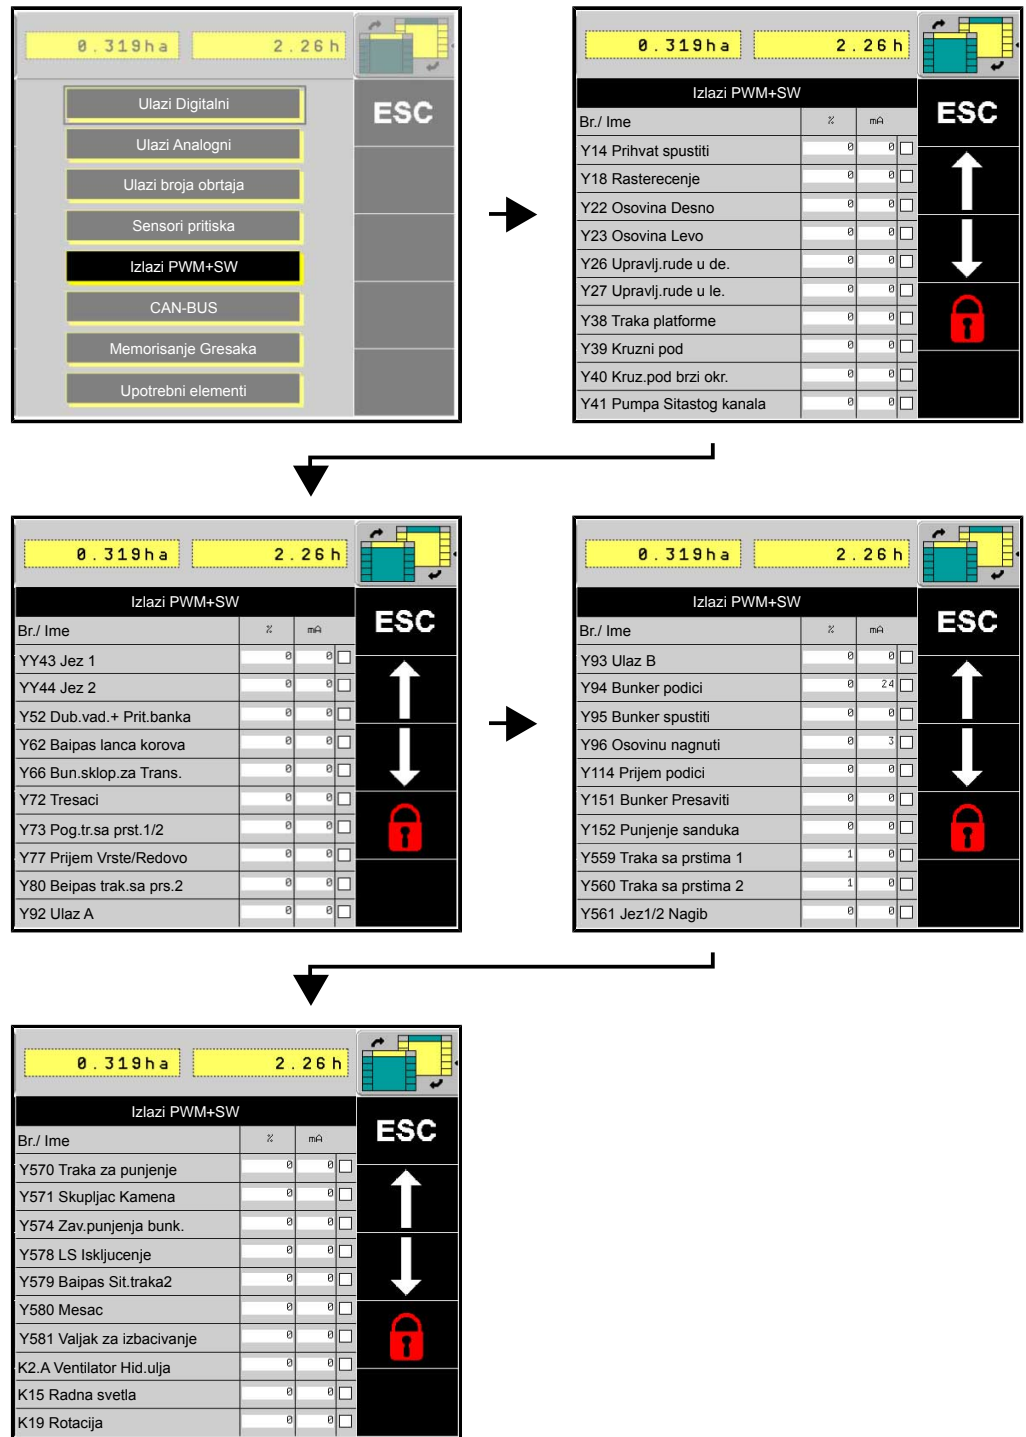 0.319ha 2.26h
ESC
Ulazi Digitalni
Ulazi Analogni
Ulazi broja obrtaja
Sensori pritiska
Izlazi PWM+SW
CAN-BUS
Memorisanje Gresaka
Upotrebni elementi
0.319ha 2.26h
Izlazi PWM+SW
ESC
Br./ Ime % mA
Y14 Prihvat spustiti 0 0
Y18 Rasterecenje 0 0
Y22 Osovina Desno 0 0
Y23 Osovina Levo 0 0
Y26 Upravlj.rude u de. 0 0
Y27 Upravlj.rude u le. 0 0
Y38 Traka platforme 0 0
Y39 Kruzni pod 0 0
Y40 Kruz.pod brzi okr. 0 0
Y41 Pumpa Sitastog kanala 0 0
0.319ha 2.26h
Izlazi PWM+SW
ESC
Br./ Ime % mA
YY43 Jez 1 0 0
YY44 Jez 2 0 0
Y52 Dub.vad.+ Prit.banka 0 0
Y62 Baipas lanca korova 0 0
Y66 Bun.sklop.za Trans. 0 0
Y72 Tresaci 0 0
Y73 Pog.tr.sa prst.1/2 0 0
Y77 Prijem Vrste/Redovo 0 0
Y80 Beipas trak.sa prs.2 0 0
Y92 Ulaz A 0 0
0.319ha 2.26h
Izlazi PWM+SW
ESC
Br./ Ime % mA
Y93 Ulaz B 0 0
Y94 Bunker podici 0 24
Y95 Bunker spustiti 0 0
Y96 Osovinu nagnuti 0 3
Y114 Prijem podici 0 0
Y151 Bunker Presaviti 0 0
Y152 Punjenje sanduka 0 0
Y559 Traka sa prstima 1 1 0
Y560 Traka sa prstima 2 1 0
Y561 Jez1/2 Nagib 0 0
0.319ha 2.26h
Izlazi PWM+SW
ESC
Br./ Ime % mA
Y570 Traka za punjenje 0 0
Y571 Skupljac Kamena 0 0
Y574 Zav.punjenja bunk. 0 0
Y578 LS Iskljucenje 0 0
Y579 Baipas Sit.traka2 0 0
Y580 Mesac 0 0
Y581 Valjak za izbacivanje 0 0
K2.A Ventilator Hid.ulja 0 0
K15 Radna svetla 0 0
K19 Rotacija 0 0